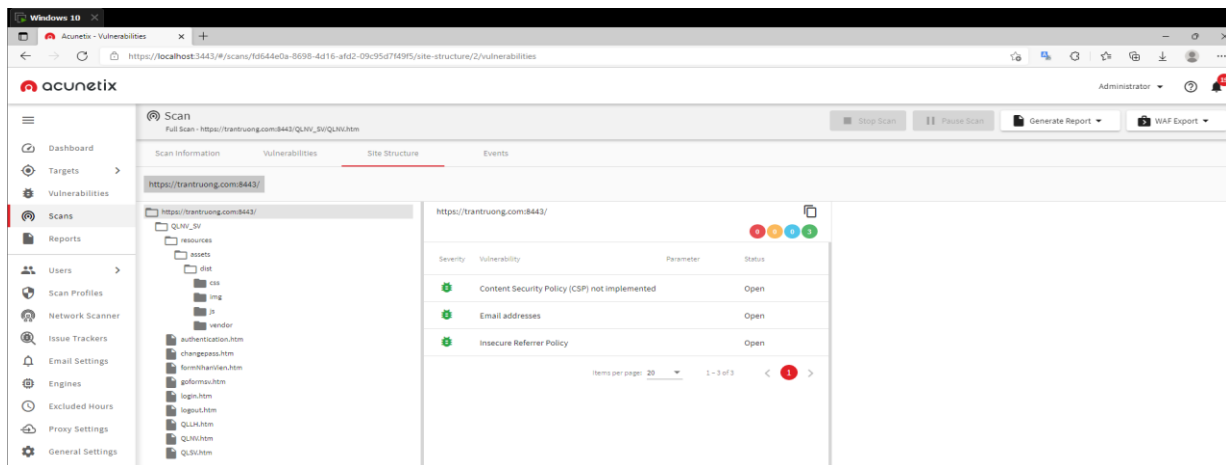 Windows 10
Acunetix - Vulnerabilities
https://localhost:3443/#/scans/fd644e0a-8698-4d16-afd2-09c95d7f49f5/site-structure/2/vulnerabilities
acunetix
Administrator
Scan
Full Scan - https://trantruong.com:8443/QLNV_SV/QLNV.htm
Stop Scan
Pause Scan
Generate Report
WAF Export
Dashboard
Targets
Vulnerabilities
Scans
Reports
Users
Scan Profiles
Network Scanner
Issue Trackers
Email Settings
Engines
Excluded Hours
Proxy Settings
General Settings
Scan Information
Vulnerabilities
Site Structure
Events
https://trantruong.com:8443/
https://trantruong.com:8443/
QLNV_SV
resources
assets
dist
css
img
js
vendor
authentication.htm
changepass.htm
formNhanVien.htm
goformsv.htm
login.htm
logout.htm
QLLH.htm
QLNV.htm
QLSV.htm
https://trantruong.com:8443/
0 0 0 3
Severity Vulnerability Parameter Status
Content Security Policy (CSP) not implemented Open
Email addresses Open
Insecure Referrer Policy Open
Items per page: 20 1 – 3 of 3 1